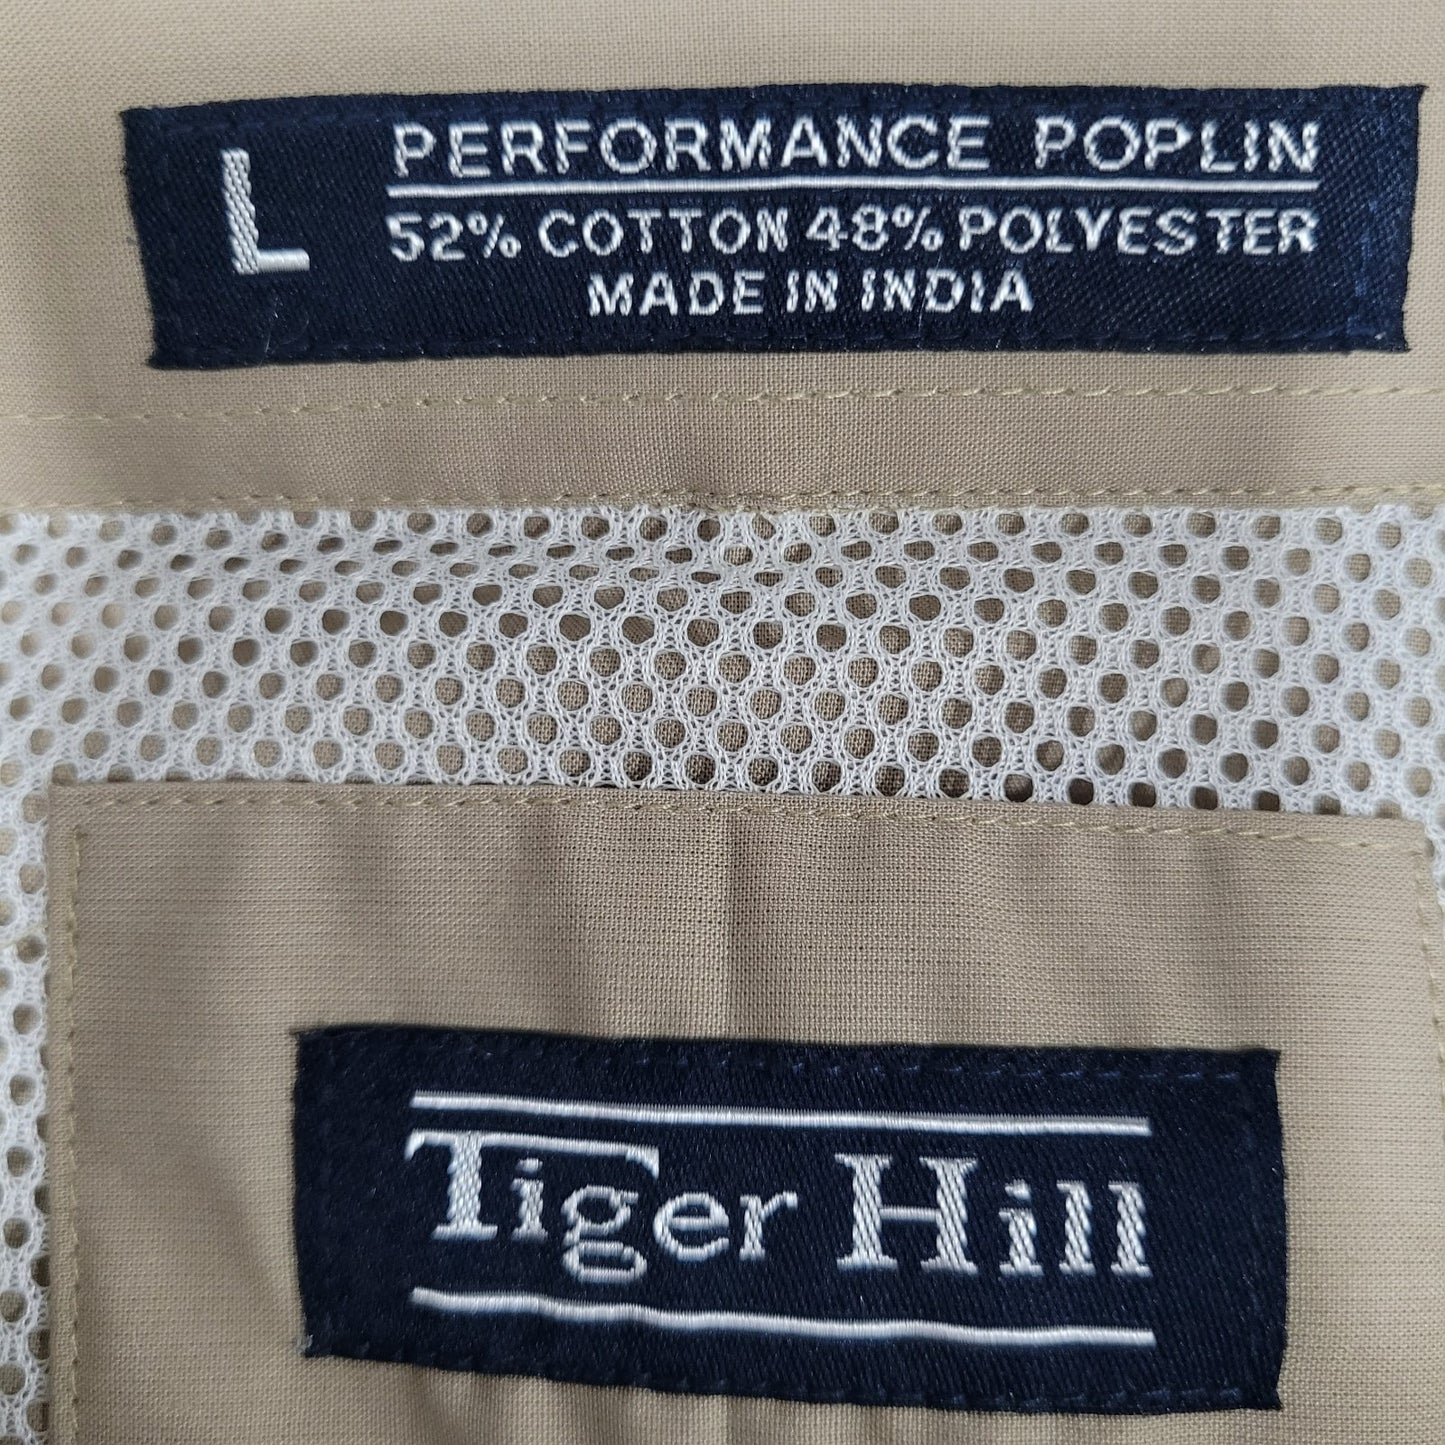 L
PERFORMANCE POPLIN
52% COTTON 48% POLYESTER
MADE IN INDIA
Tiger Hill